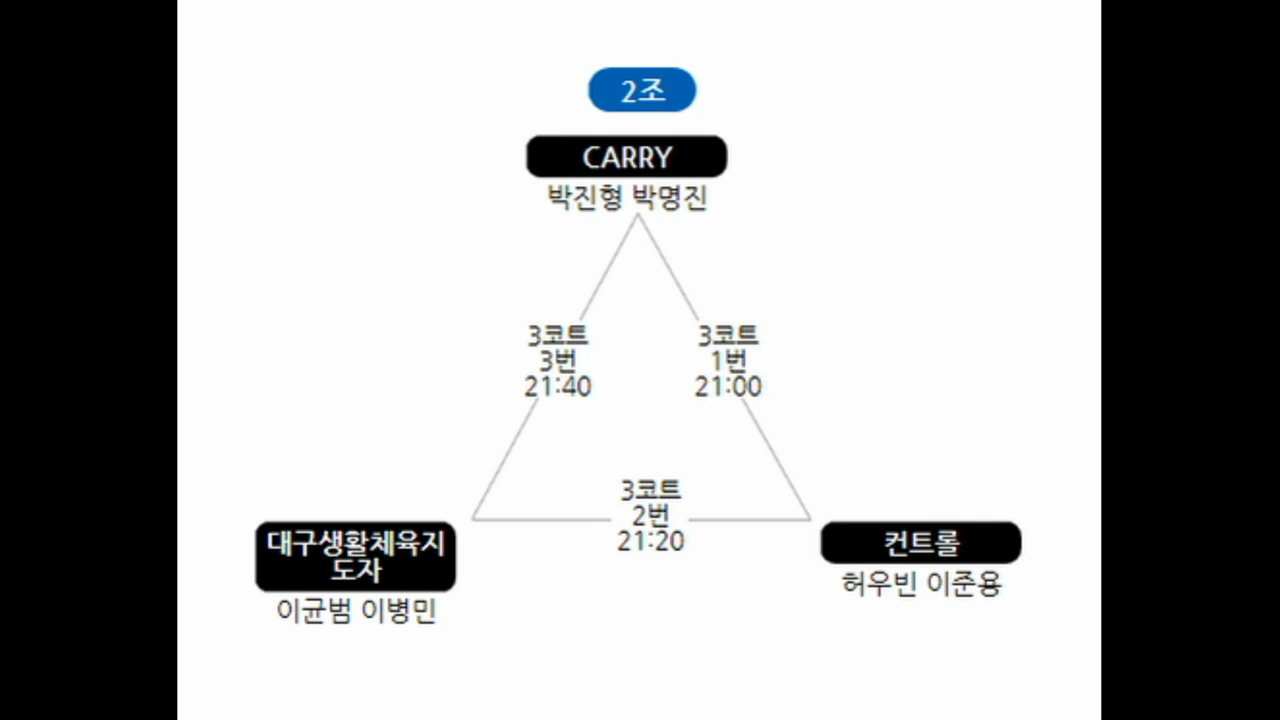 2조
CARRY
박진형 박명진
3코트
3번
21:40
3코트
1번
21:00
3코트
2번
21:20
대구생활체육지
도자
이균범 이병민
컨트롤
허우빈 이준용